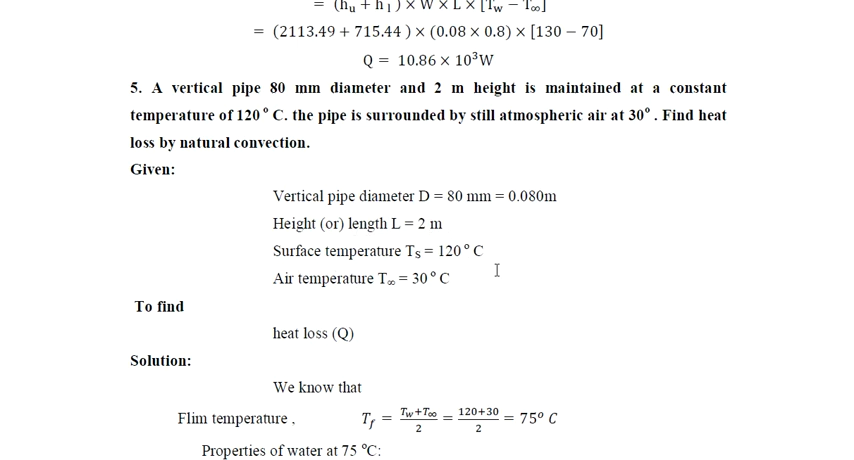 = (hu + hl ) × W × L × [Tw − T∞]
= (2113.49 + 715.44 ) × (0.08 × 0.8) × [130 − 70]
Q = 10.86 × 10³W
5. A vertical pipe 80 mm diameter and 2 m height is maintained at a constant
temperature of 120° C. the pipe is surrounded by still atmospheric air at 30° . Find heat
loss by natural convection.
Given:
Vertical pipe diameter D = 80 mm = 0.080m
Height (or) length L = 2 m
Surface temperature TS = 120° C
Air temperature T∞ = 30° C
To find
heat loss (Q)
Solution:
We know that
Flim temperature , Tf = Tw+T∞/2 = 120+30/2 = 75° C
Properties of water at 75 °C: